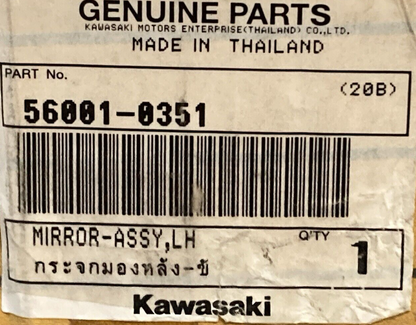 GENUINE PARTS
KAWASAKI MOTORS ENTERPRISE(THAILAND) CO.,LTD.
MADE IN THAILAND
PART No.
(20B)
56001-0351
MIRROR-ASSY,LH
Q'TY 1
กระจกมองหลัง-ซ้
Kawasaki